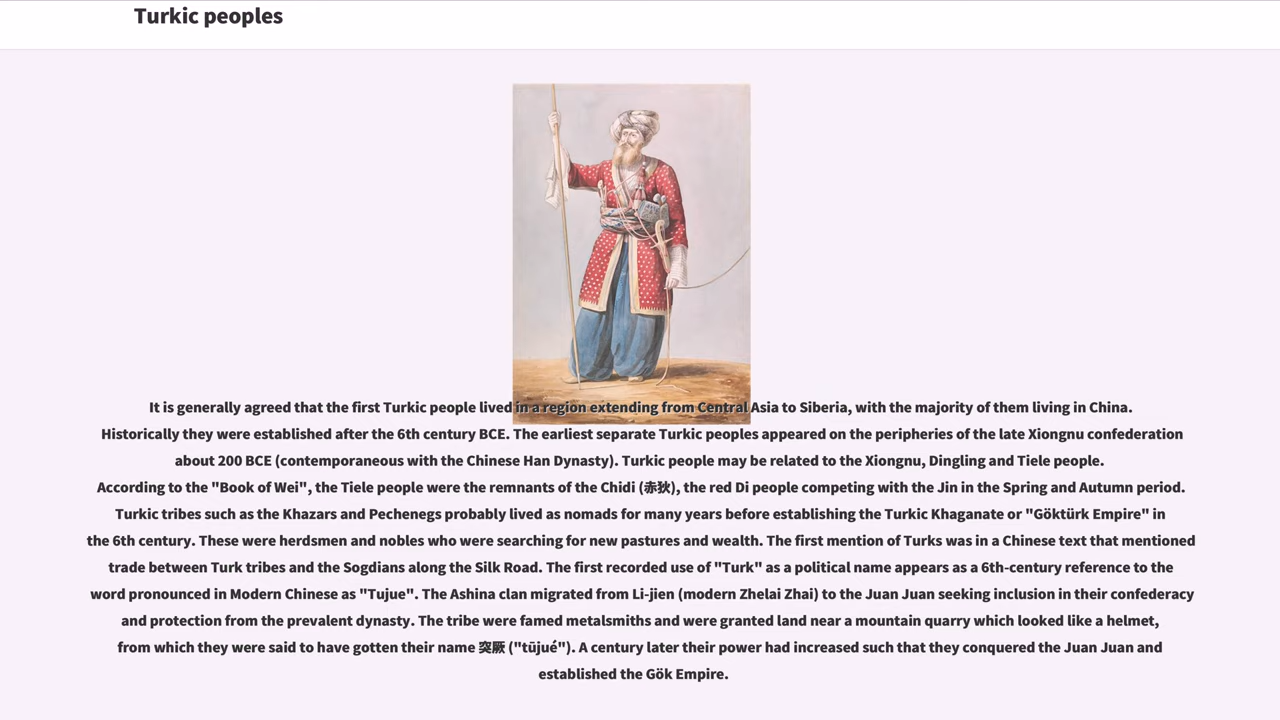 Turkic peoples
It is generally agreed that the first Turkic people lived in a region extending from Central Asia to Siberia, with the majority of them living in China.
Historically they were established after the 6th century BCE. The earliest separate Turkic peoples appeared on the peripheries of the late Xiongnu confederation
about 200 BCE (contemporaneous with the Chinese Han Dynasty). Turkic people may be related to the Xiongnu, Dingling and Tiele people.
According to the "Book of Wei", the Tiele people were the remnants of the Chidi (赤狄), the red Di people competing with the Jin in the Spring and Autumn period.
Turkic tribes such as the Khazars and Pechenegs probably lived as nomads for many years before establishing the Turkic Khaganate or "Göktürk Empire" in
the 6th century. These were herdsmen and nobles who were searching for new pastures and wealth. The first mention of Turks was in a Chinese text that mentioned
trade between Turk tribes and the Sogdians along the Silk Road. The first recorded use of "Turk" as a political name appears as a 6th-century reference to the
word pronounced in Modern Chinese as "Tujue". The Ashina clan migrated from Li-jien (modern Zhelai Zhai) to the Juan Juan seeking inclusion in their confederacy
and protection from the prevalent dynasty. The tribe were famed metalsmiths and were granted land near a mountain quarry which looked like a helmet,
from which they were said to have gotten their name 突厥 ("tūjué"). A century later their power had increased such that they conquered the Juan Juan and
established the Gök Empire.